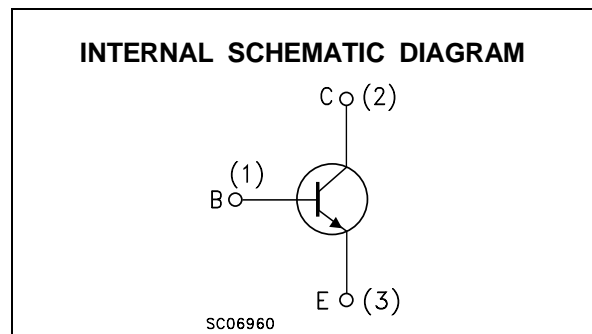 INTERNAL SCHEMATIC DIAGRAM
C (2)
(1)
B
E (3)
SC06960